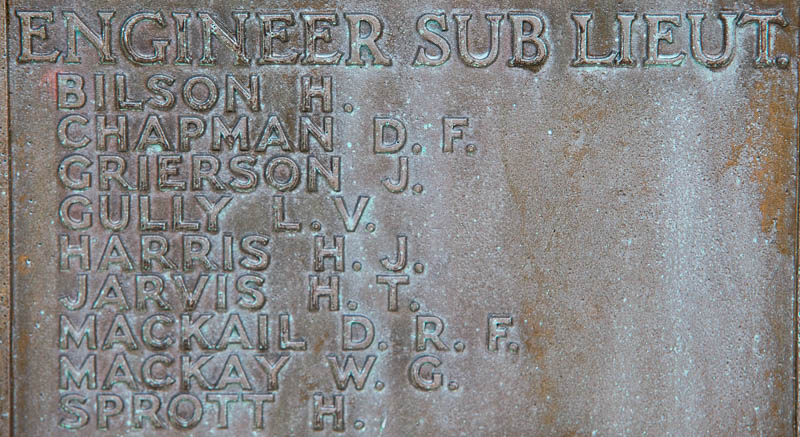 ENGINEER SUB LIEUT.
BILSON H.
CHAPMAN D. F.
GRIERSON J.
GULLY L. V.
HARRIS H. J.
JARVIS H. T.
MACKAIL D. R. F.
MACKAY W. G.
SPROTT H.